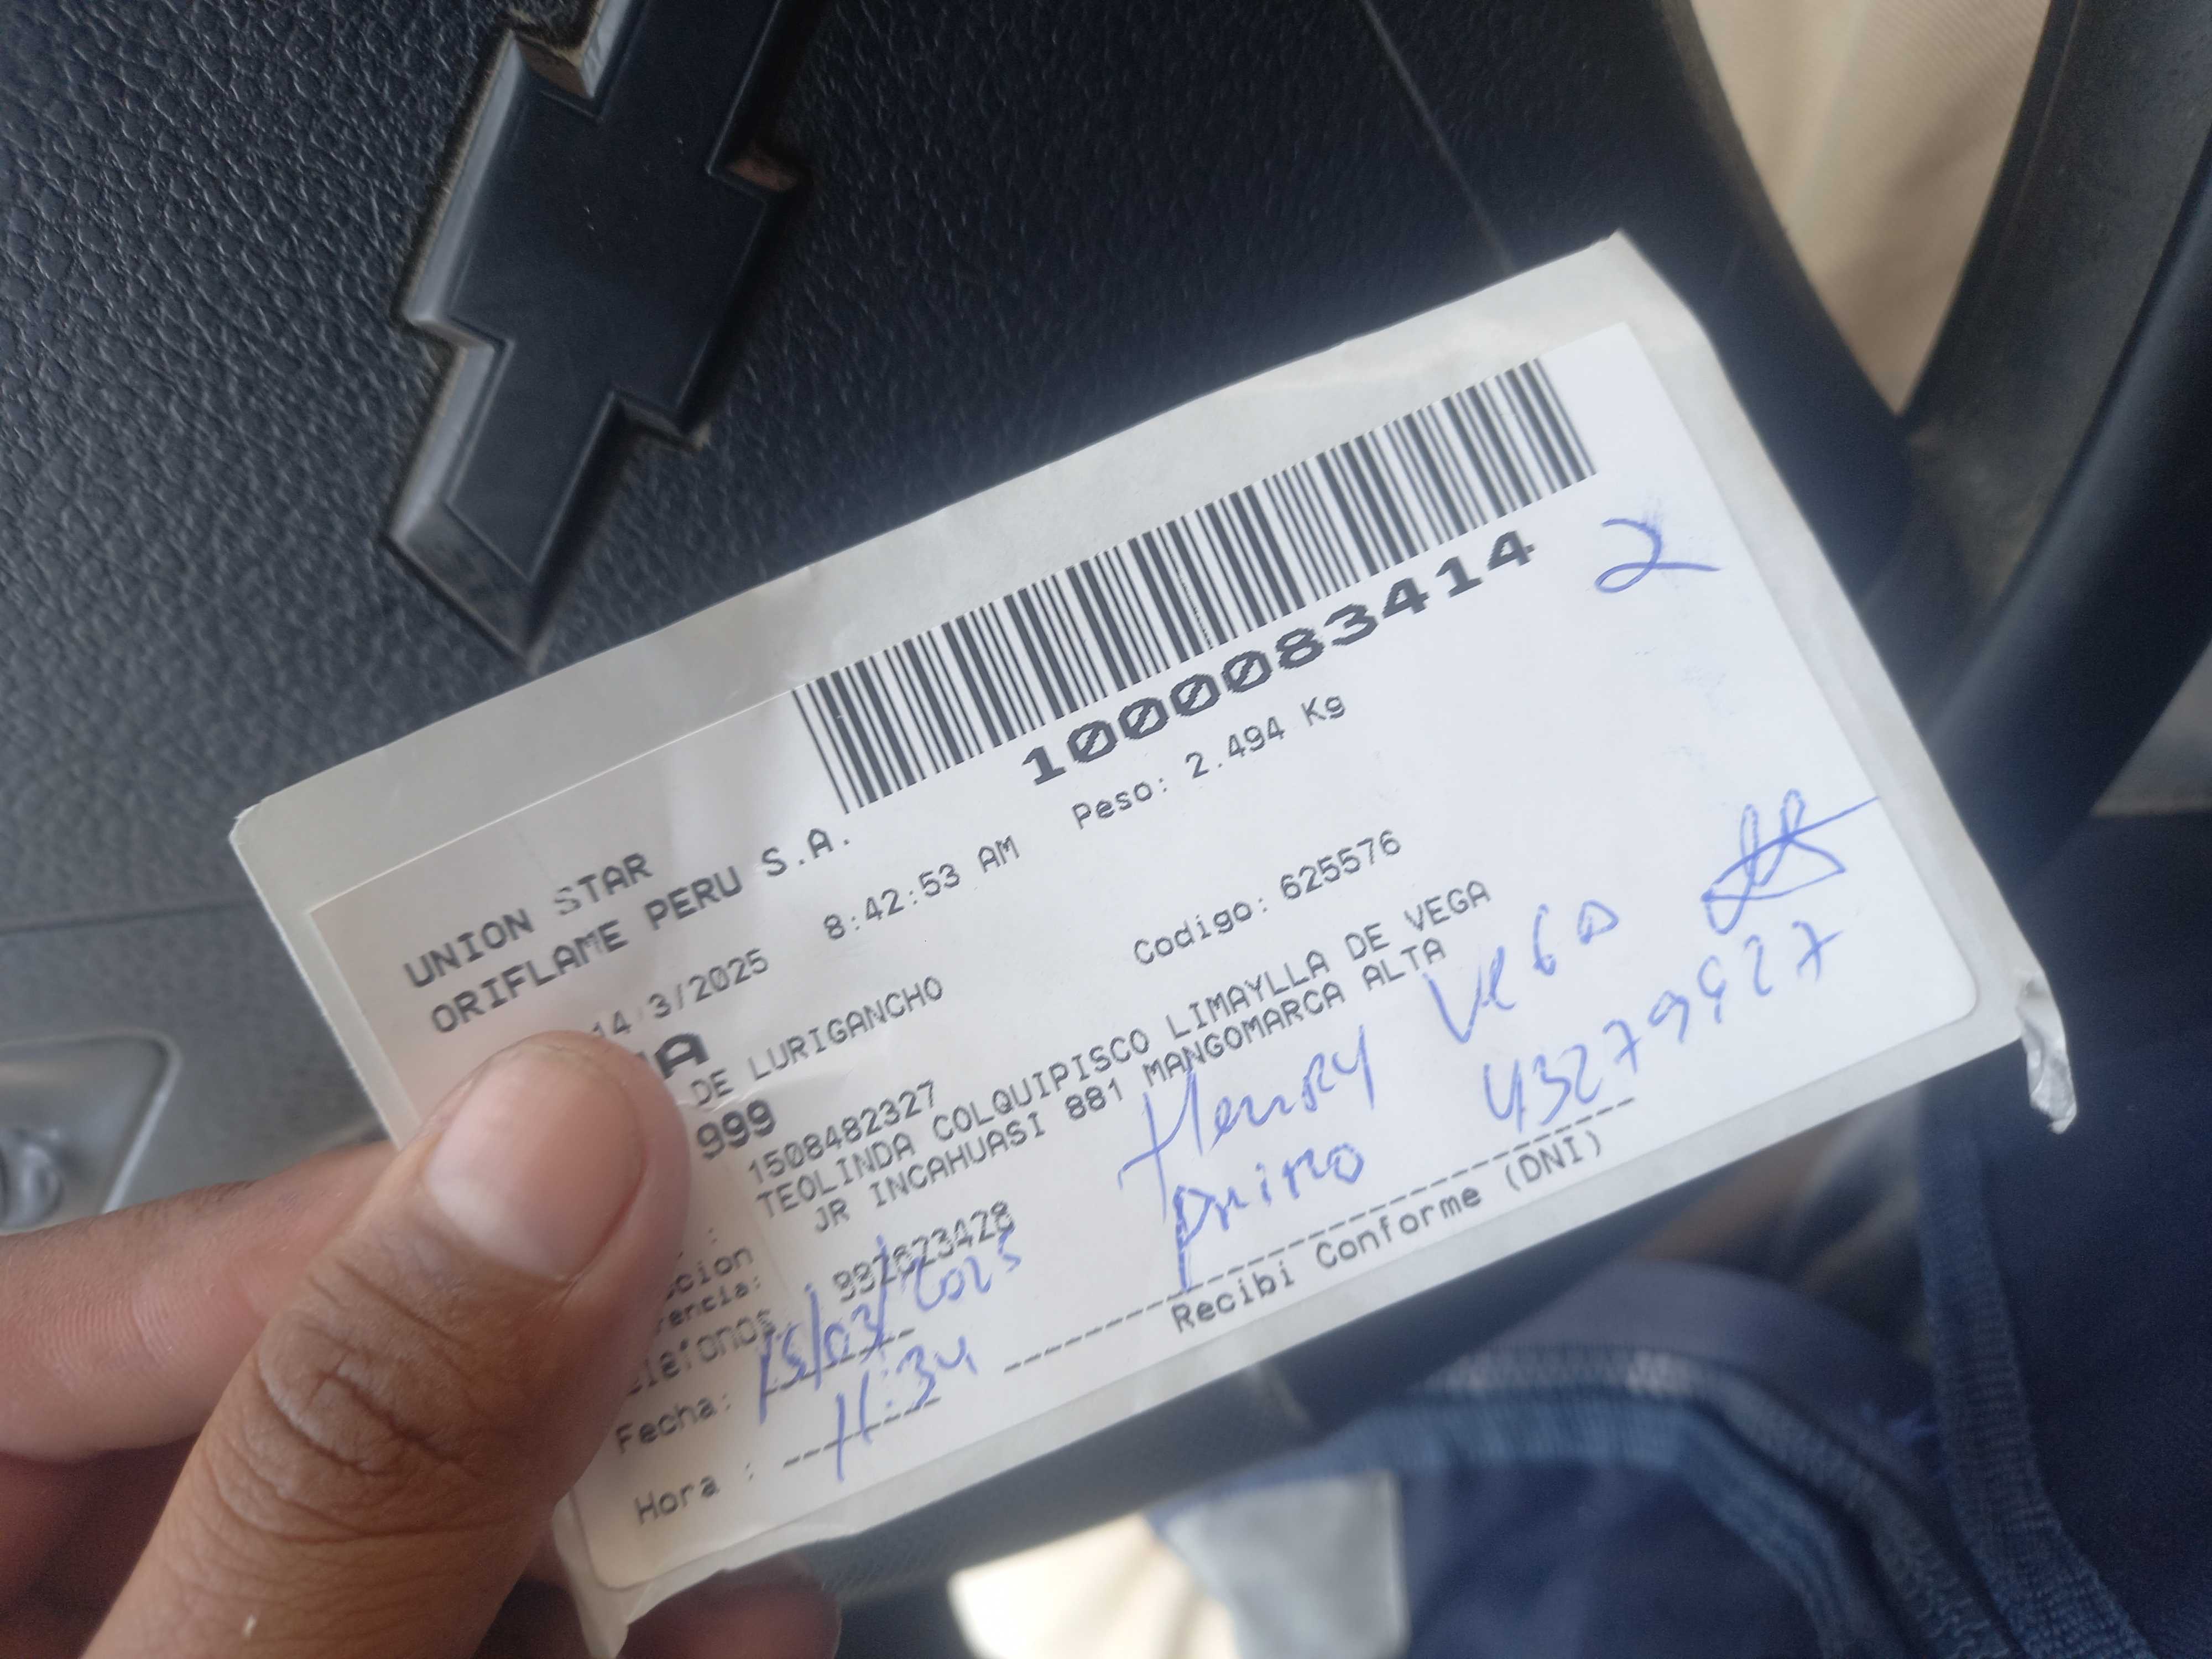 1000083414
2
UNION STAR
ORIFLAME PERU S.A.
14/3/2025 8:42:53 AM Peso: 2.494 Kg
DE LURIGANCHO Codigo: 625576
999
1508482327
TEOLINDA COLQUIPISCO LIMAYLLA DE VEGA
JR INCAHUASI 881 MANGOMARCA ALTA
Henry Vega
992623428
Fecha: 15/03/2025
Hora : 11:34
Recibi Conforme (DNI)